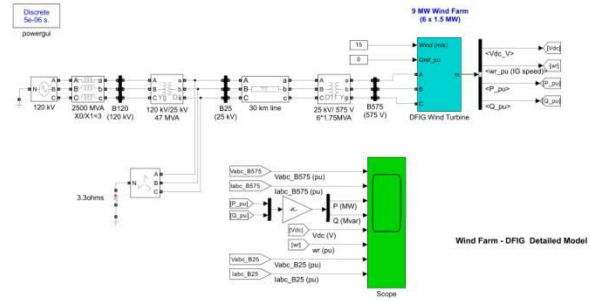 Discrete
5e-06 s.
powergui
9 MW Wind Farm
(6 x 1.5 MW)
15
0
Qref_pu
Wind (m/s)
A
B
C
m
DFIG Wind Turbine
<Vdc_V>
<wr_pu (IG speed)>
<P_pu>
<Q_pu>
[Vdc]
[wr]
[P_pu]
[Q_pu]
N
A
B
C
120 kV
A
B
C
a
b
c
2500 MVA
X0/X1=3
B120
(120 kV)
A
B
C
a
b
c
120 kV/25 kV
47 MVA
B25
(25 kV)
30 km line
A
B
C
a
b
c
25 kV/ 575 V
6*1.75MVA
B575
(575 V)
3.3ohms
N
A
B
C
Vabc_B575
Vabc_B575 (pu)
Iabc_B575
Iabc_B575 (pu)
[P_pu]
[Q_pu]
-K-
P (MW)
Q (Mvar)
[Vdc]
Vdc (V)
[wr]
wr (pu)
Vabc_B25
Vabc_B25 (pu)
Iabc_B25
Iabc_B25 (pu)
Scope
Wind Farm - DFIG Detailed Model